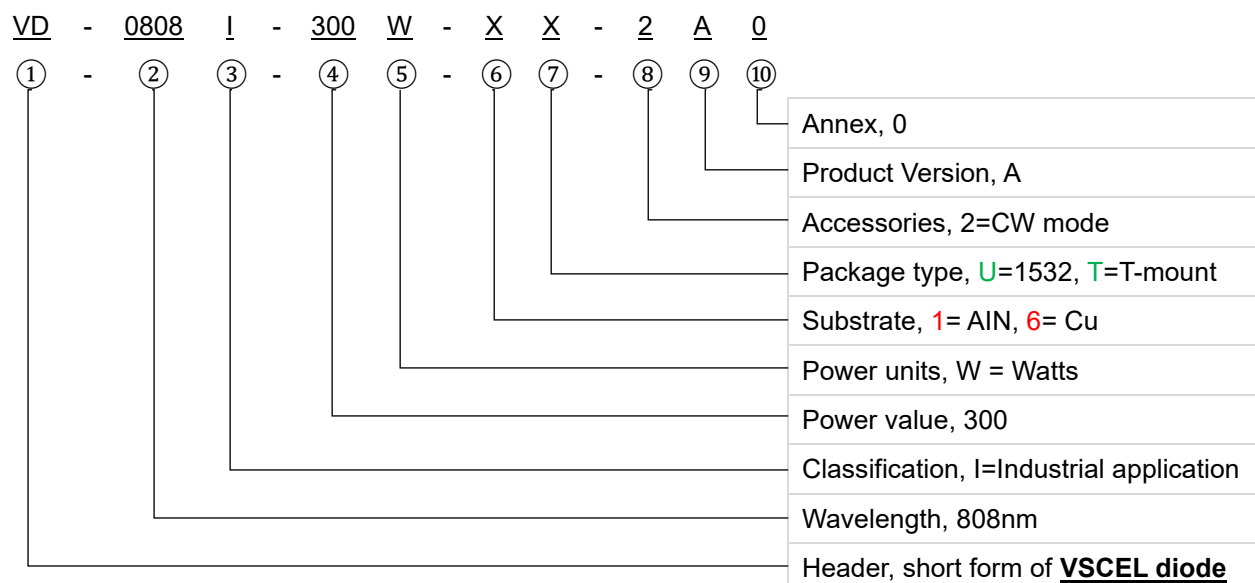 VD - 0808 I - 300 W - X X - 2 A 0
① - ② ③ - ④ ⑤ - ⑥ ⑦ - ⑧ ⑨ ⑩
Annex, 0
Product Version, A
Accessories, 2=CW mode
Package type, U=1532, T=T-mount
Substrate, 1= AIN, 6= Cu
Power units, W = Watts
Power value, 300
Classification, I=Industrial application
Wavelength, 808nm
Header, short form of VSCEL diode